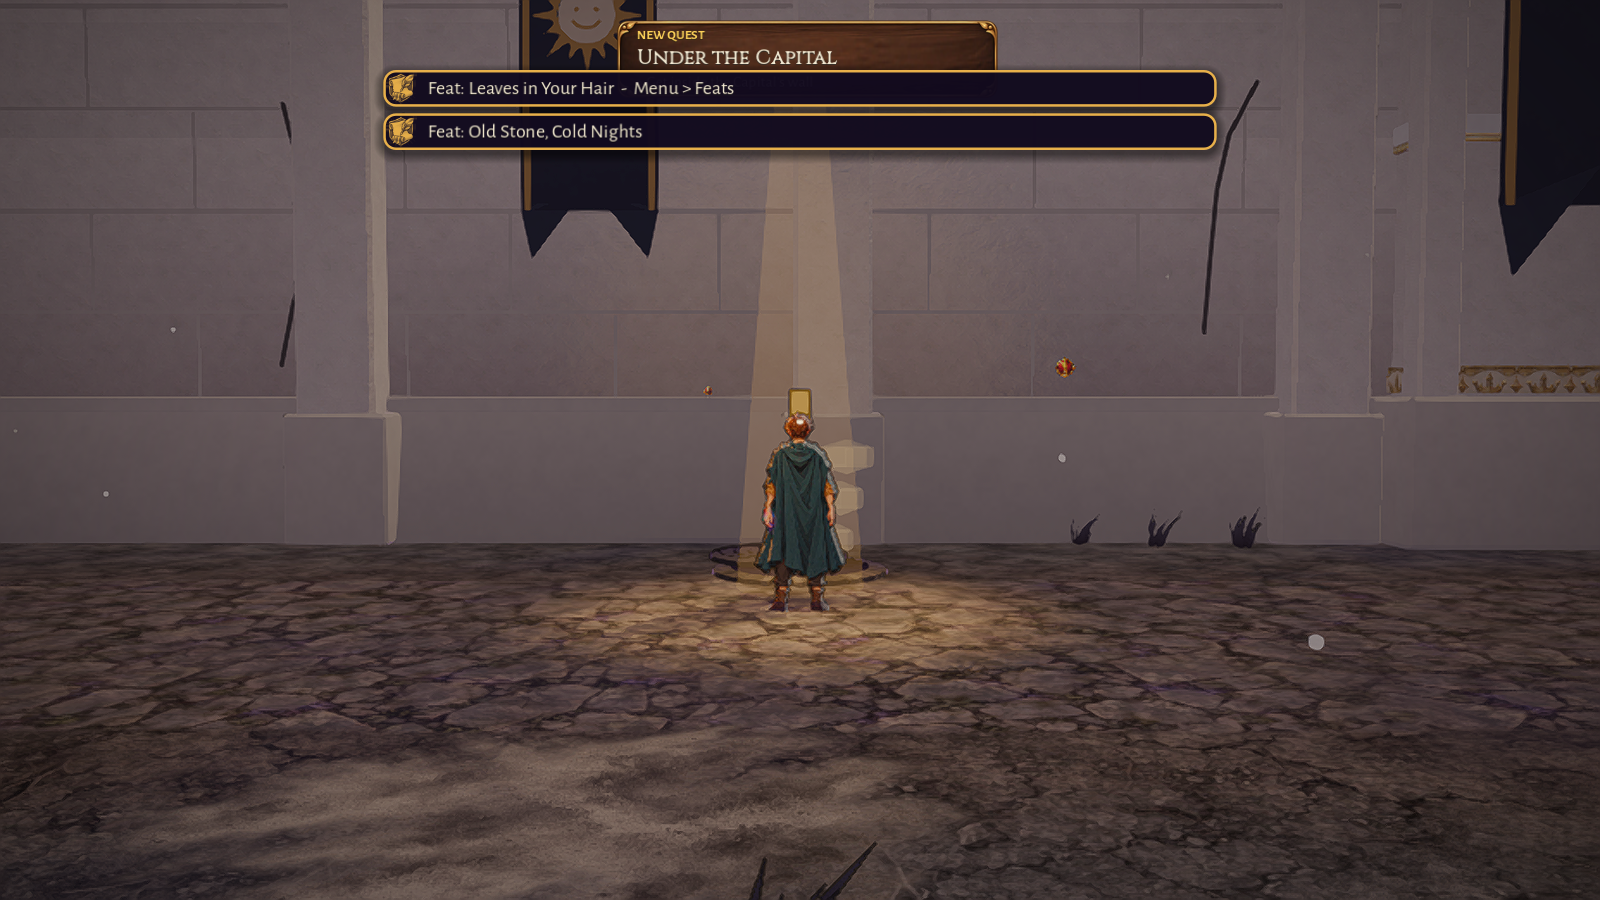 NEW QUEST
Under the Capital
Feat: Leaves in Your Hair - Menu > Feats
Feat: Old Stone, Cold Nights